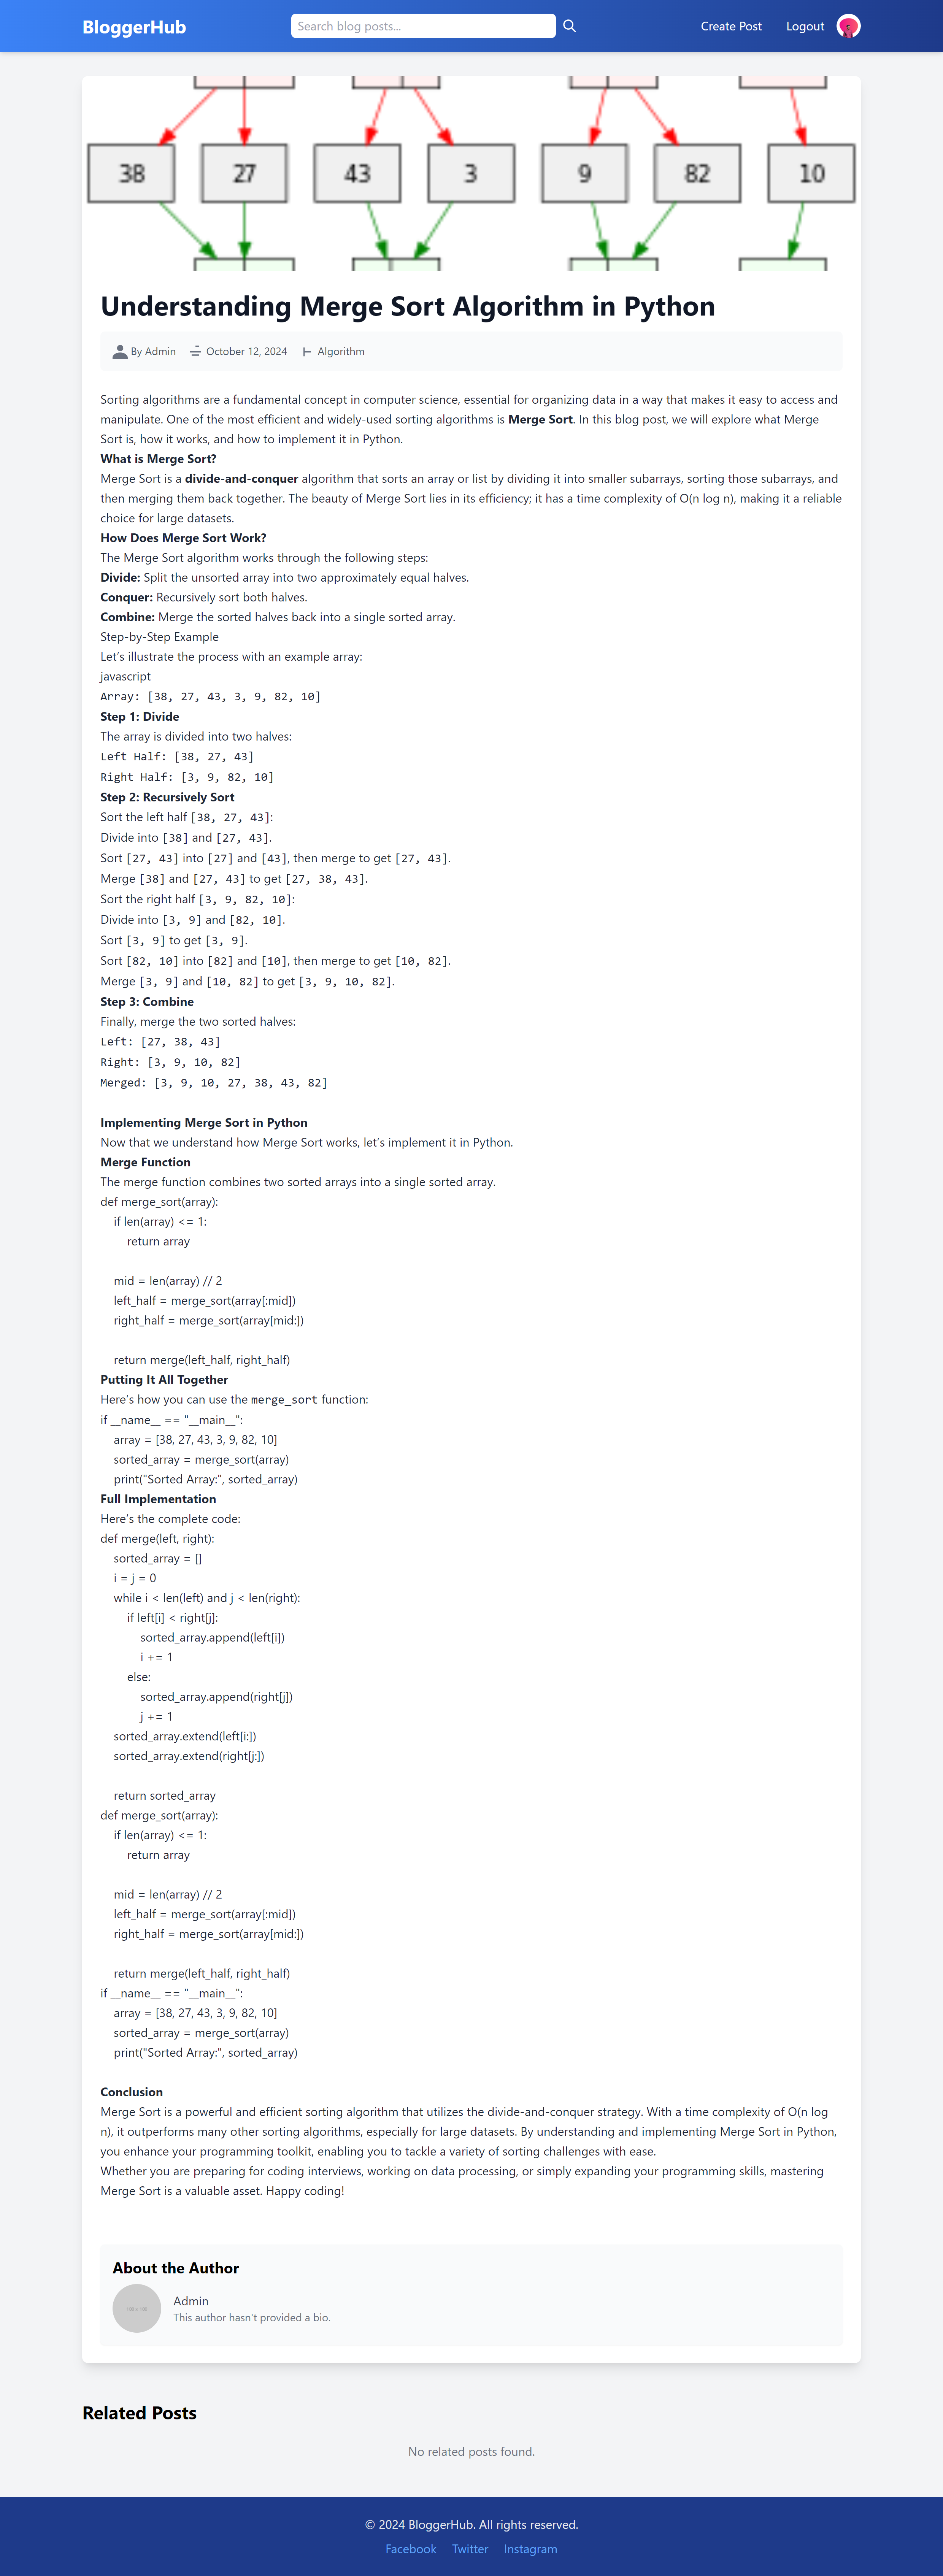 BloggerHub
Search blog posts...
Create Post
Logout
38
27
43
3
9
82
10
Understanding Merge Sort Algorithm in Python
By Admin
October 12, 2024
Algorithm
Sorting algorithms are a fundamental concept in computer science, essential for organizing data in a way that makes it easy to access and
manipulate. One of the most efficient and widely-used sorting algorithms is Merge Sort. In this blog post, we will explore what Merge
Sort is, how it works, and how to implement it in Python.
What is Merge Sort?
Merge Sort is a divide-and-conquer algorithm that sorts an array or list by dividing it into smaller subarrays, sorting those subarrays, and
then merging them back together. The beauty of Merge Sort lies in its efficiency; it has a time complexity of O(n log n), making it a reliable
choice for large datasets.
How Does Merge Sort Work?
The Merge Sort algorithm works through the following steps:
Divide: Split the unsorted array into two approximately equal halves.
Conquer: Recursively sort both halves.
Combine: Merge the sorted halves back into a single sorted array.
Step-by-Step Example
Let's illustrate the process with an example array:
javascript
Array: [38, 27, 43, 3, 9, 82, 10]
Step 1: Divide
The array is divided into two halves:
Left Half: [38, 27, 43]
Right Half: [3, 9, 82, 10]
Step 2: Recursively Sort
Sort the left half [38, 27, 43]:
Divide into [38] and [27, 43].
Sort [27, 43] into [27] and [43], then merge to get [27, 43].
Merge [38] and [27, 43] to get [27, 38, 43].
Sort the right half [3, 9, 82, 10]:
Divide into [3, 9] and [82, 10].
Sort [3, 9] to get [3, 9].
Sort [82, 10] into [82] and [10], then merge to get [10, 82].
Merge [3, 9] and [10, 82] to get [3, 9, 10, 82].
Step 3: Combine
Finally, merge the two sorted halves:
Left: [27, 38, 43]
Right: [3, 9, 10, 82]
Merged: [3, 9, 10, 27, 38, 43, 82]
Implementing Merge Sort in Python
Now that we understand how Merge Sort works, let's implement it in Python.
Merge Function
The merge function combines two sorted arrays into a single sorted array.
def merge_sort(array):
    if len(array) <= 1:
        return array
    mid = len(array) // 2
    left_half = merge_sort(array[:mid])
    right_half = merge_sort(array[mid:])
    return merge(left_half, right_half)
Putting It All Together
Here's how you can use the merge_sort function:
if __name__ == "__main__":
    array = [38, 27, 43, 3, 9, 82, 10]
    sorted_array = merge_sort(array)
    print("Sorted Array:", sorted_array)
Full Implementation
Here's the complete code:
def merge(left, right):
    sorted_array = []
    i = j = 0
    while i < len(left) and j < len(right):
        if left[i] < right[j]:
            sorted_array.append(left[i])
            i += 1
        else:
            sorted_array.append(right[j])
            j += 1
    sorted_array.extend(left[i:])
    sorted_array.extend(right[j:])
    return sorted_array
def merge_sort(array):
    if len(array) <= 1:
        return array
    mid = len(array) // 2
    left_half = merge_sort(array[:mid])
    right_half = merge_sort(array[mid:])
    return merge(left_half, right_half)
if __name__ == "__main__":
    array = [38, 27, 43, 3, 9, 82, 10]
    sorted_array = merge_sort(array)
    print("Sorted Array:", sorted_array)
Conclusion
Merge Sort is a powerful and efficient sorting algorithm that utilizes the divide-and-conquer strategy. With a time complexity of O(n log
n), it outperforms many other sorting algorithms, especially for large datasets. By understanding and implementing Merge Sort in Python,
you enhance your programming toolkit, enabling you to tackle a variety of sorting challenges with ease.
Whether you are preparing for coding interviews, working on data processing, or simply expanding your programming skills, mastering
Merge Sort is a valuable asset. Happy coding!
About the Author
Admin
This author hasn't provided a bio.
Related Posts
No related posts found.
© 2024 BloggerHub. All rights reserved.
Facebook
Twitter
Instagram